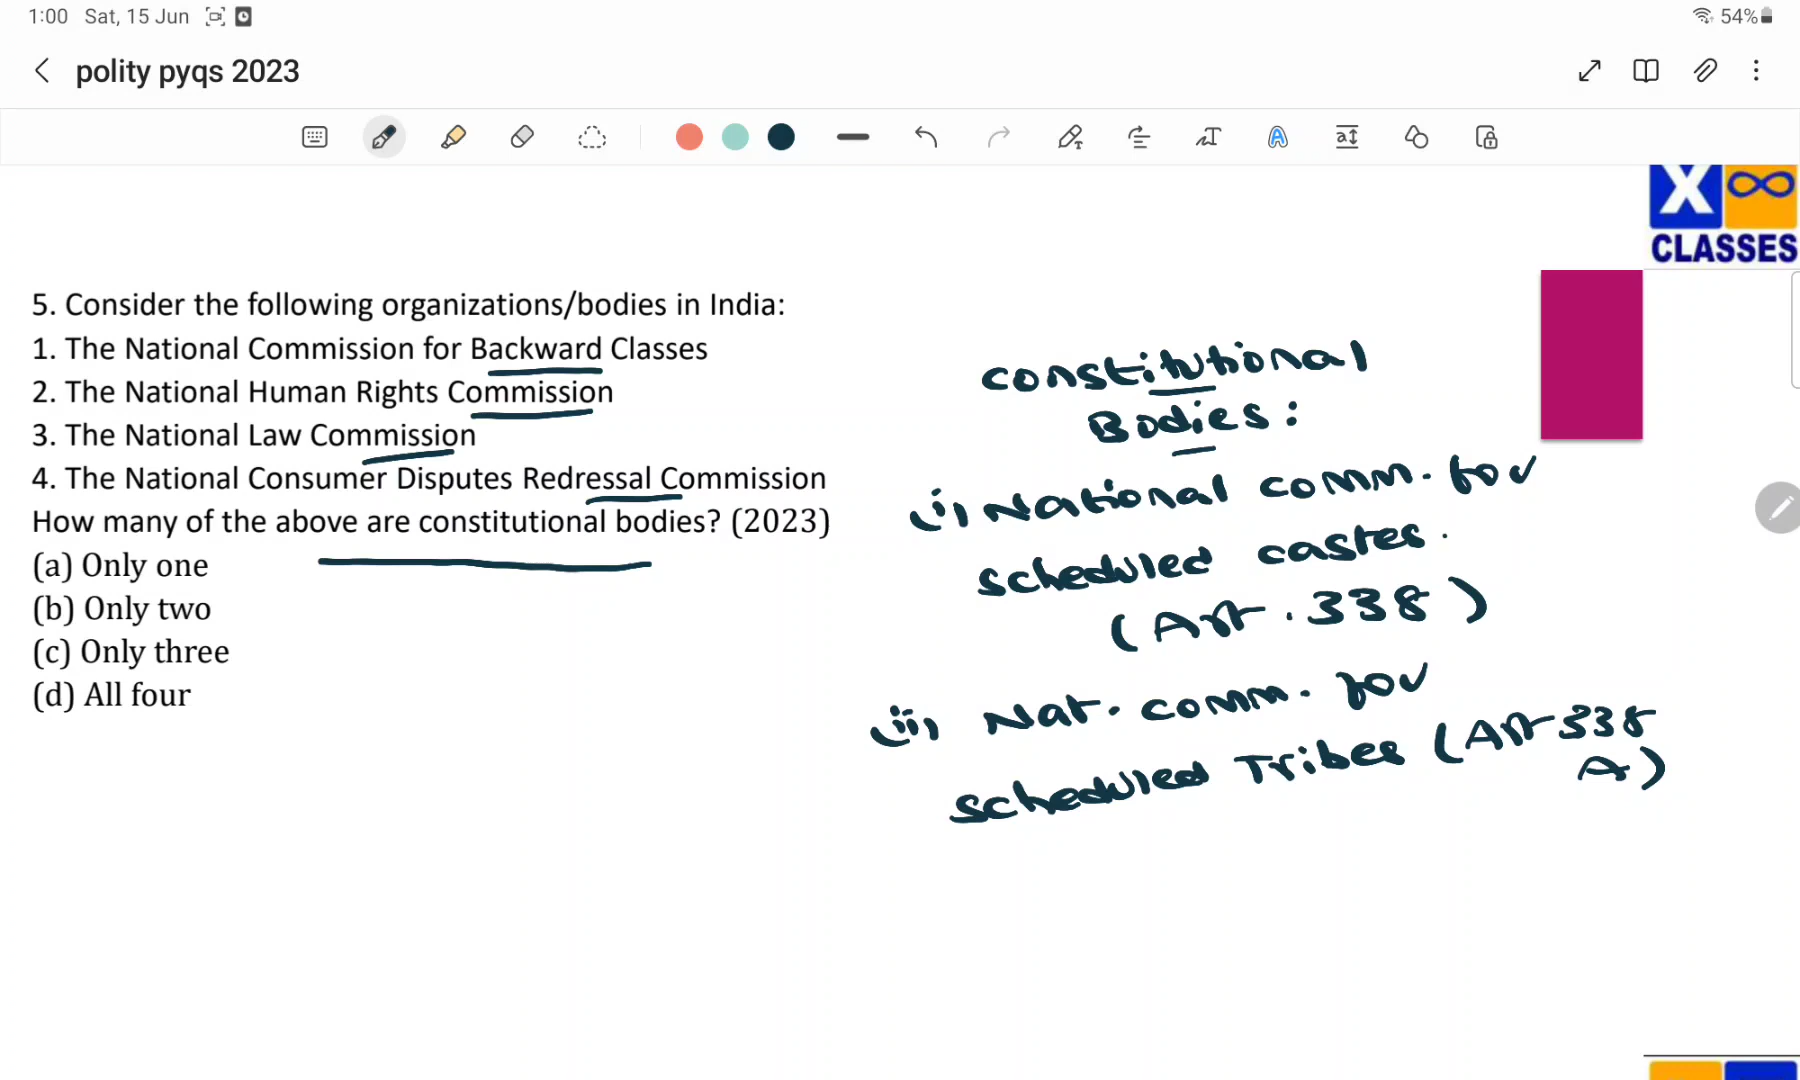 1:00 Sat, 15 Jun
54%
polity pyqs 2023
X ∞
CLASSES
5. Consider the following organizations/bodies in India:
1. The National Commission for Backward Classes
2. The National Human Rights Commission
3. The National Law Commission
4. The National Consumer Disputes Redressal Commission
How many of the above are constitutional bodies? (2023)
(a) Only one
(b) Only two
(c) Only three
(d) All four
constitutional
Bodies:
(i) National comm. for
scheduled castes.
(Art. 338)
(ii) Nat. comm. for
scheduled Tribes (Art 338
A)